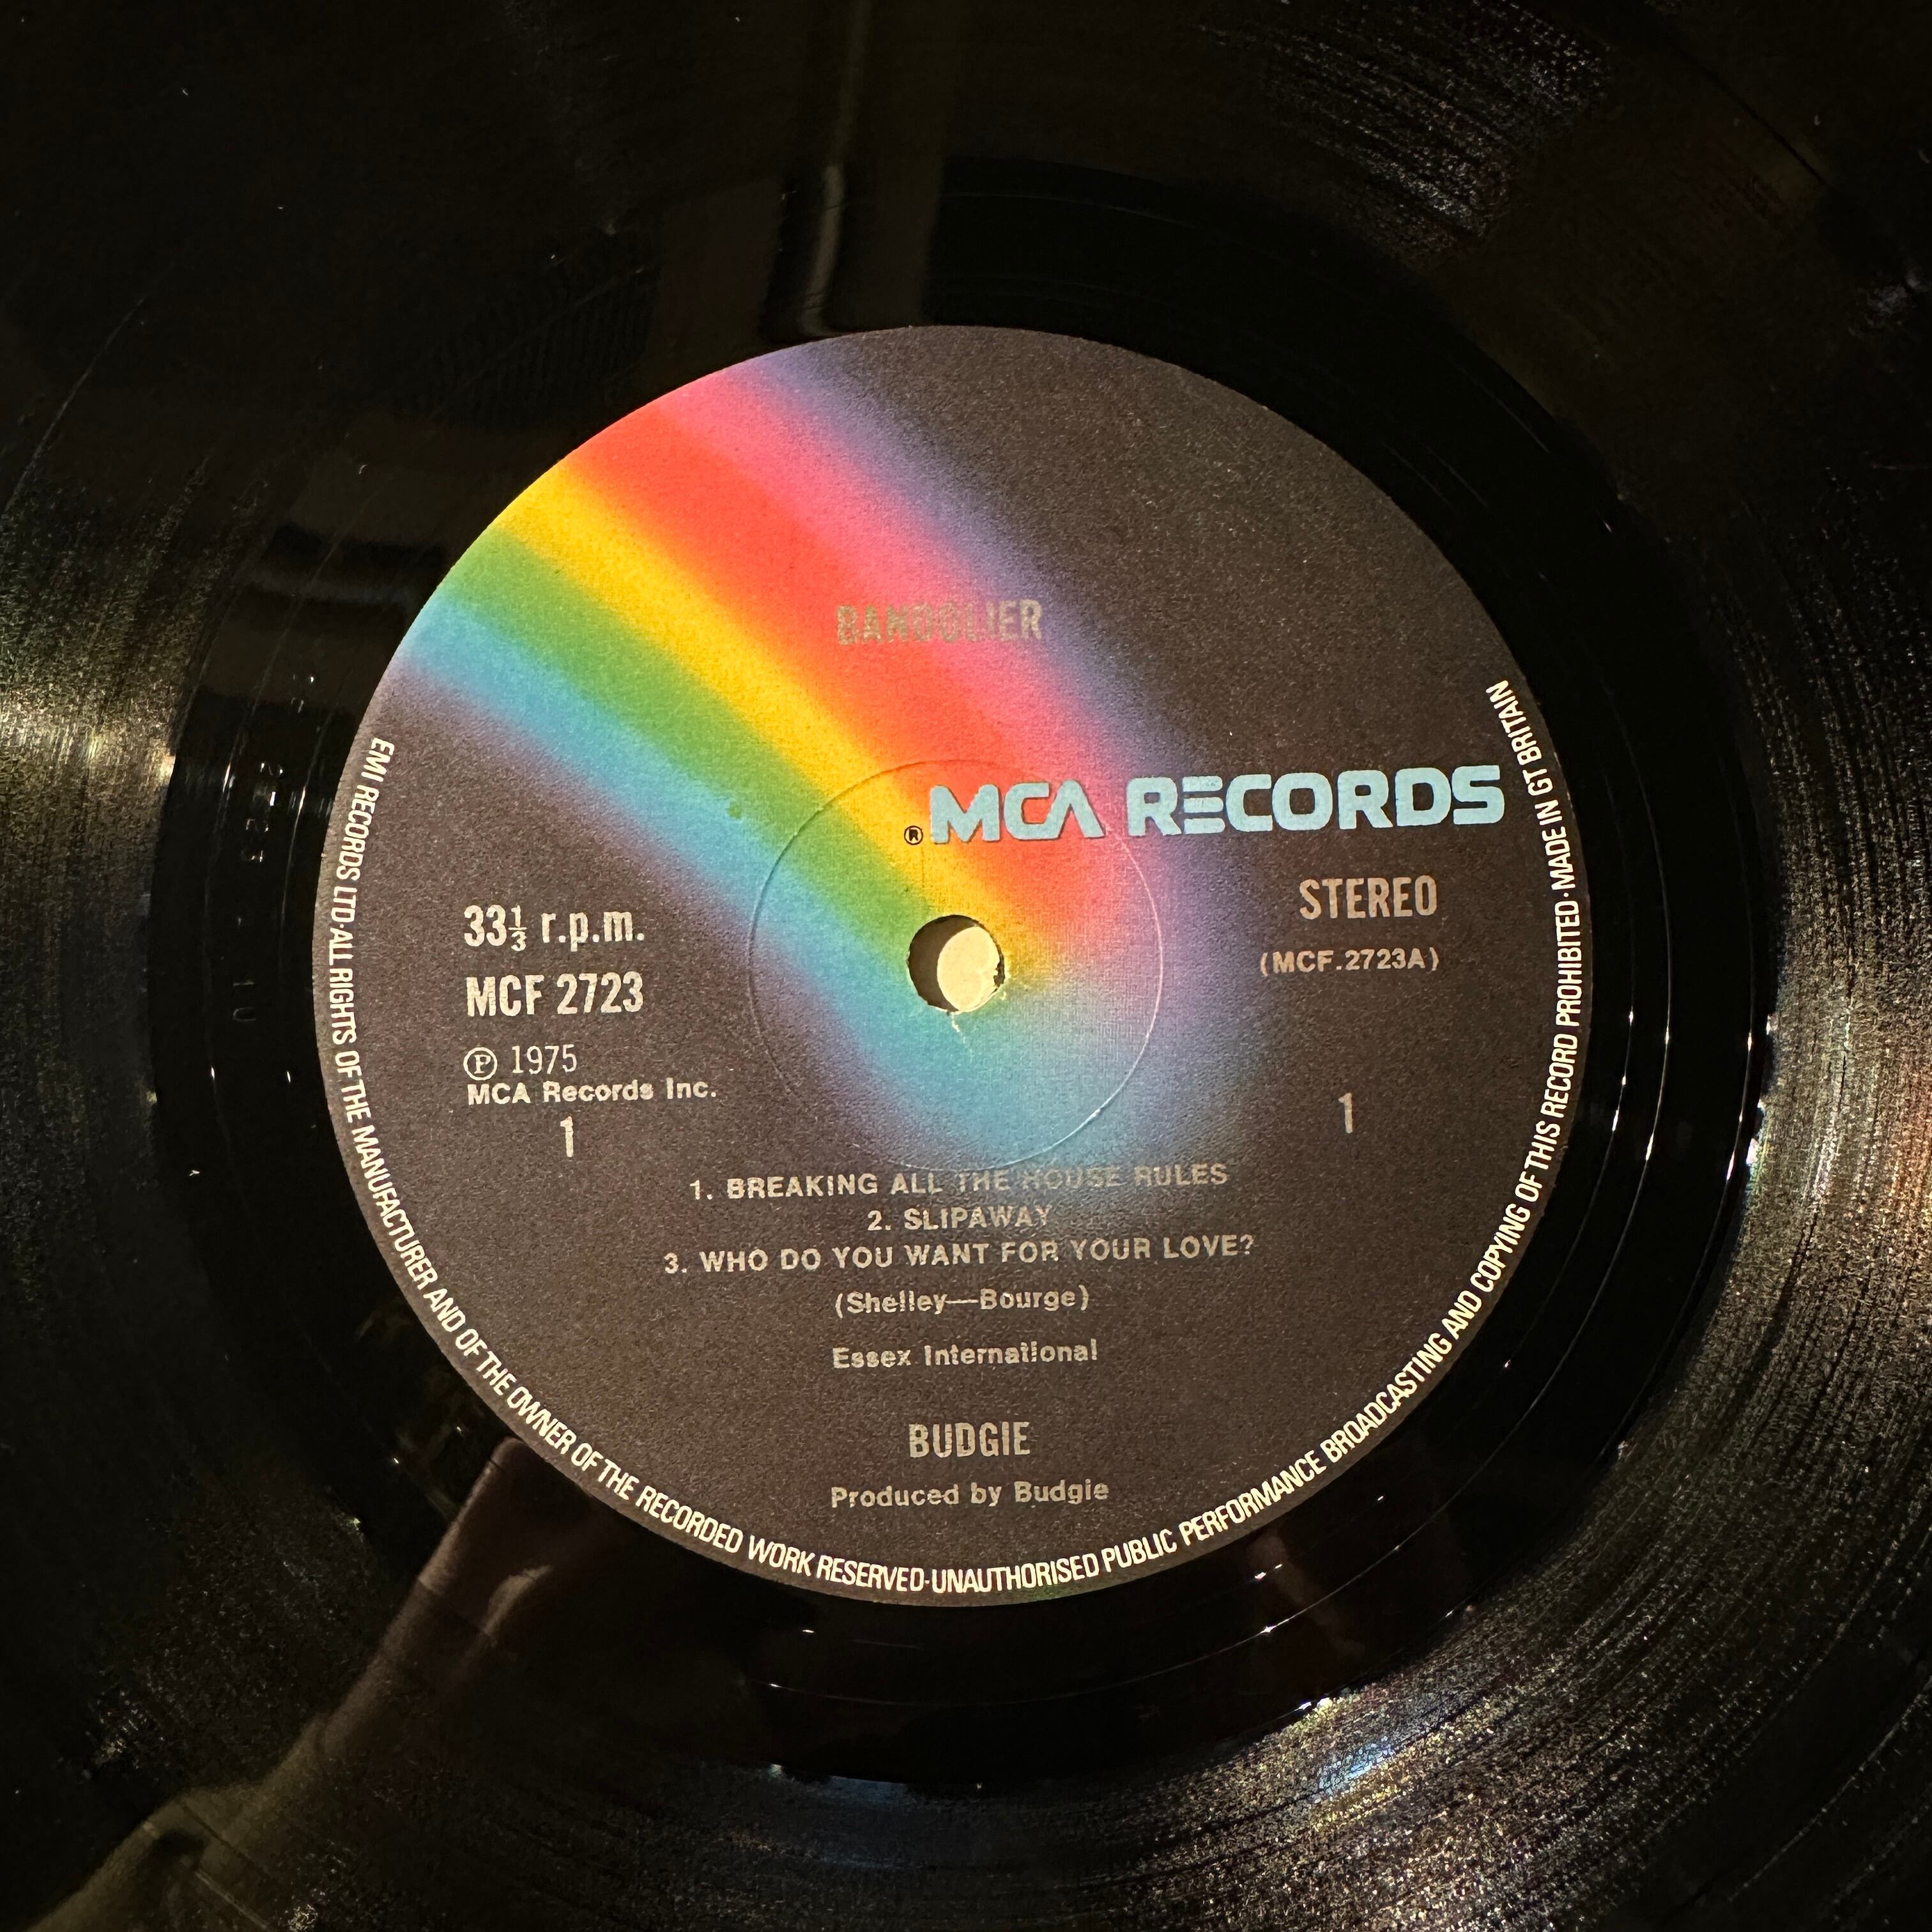 BANDOLIER
® MCA RECORDS
STEREO
(MCF.2723A)
33⅓ r.p.m.
MCF 2723
℗ 1975
MCA Records Inc.
1
1
1. BREAKING ALL THE HOUSE RULES
2. SLIPAWAY
3. WHO DO YOU WANT FOR YOUR LOVE?
(Shelley—Bourge)
Essex International
BUDGIE
Produced by Budgie
EMI RECORDS LTD·ALL RIGHTS OF THE MANUFACTURER AND OF THE OWNER OF THE RECORDED WORK RESERVED·UNAUTHORISED PUBLIC PERFORMANCE BROADCASTING AND COPYING OF THIS RECORD PROHIBITED·MADE IN GT BRITAIN